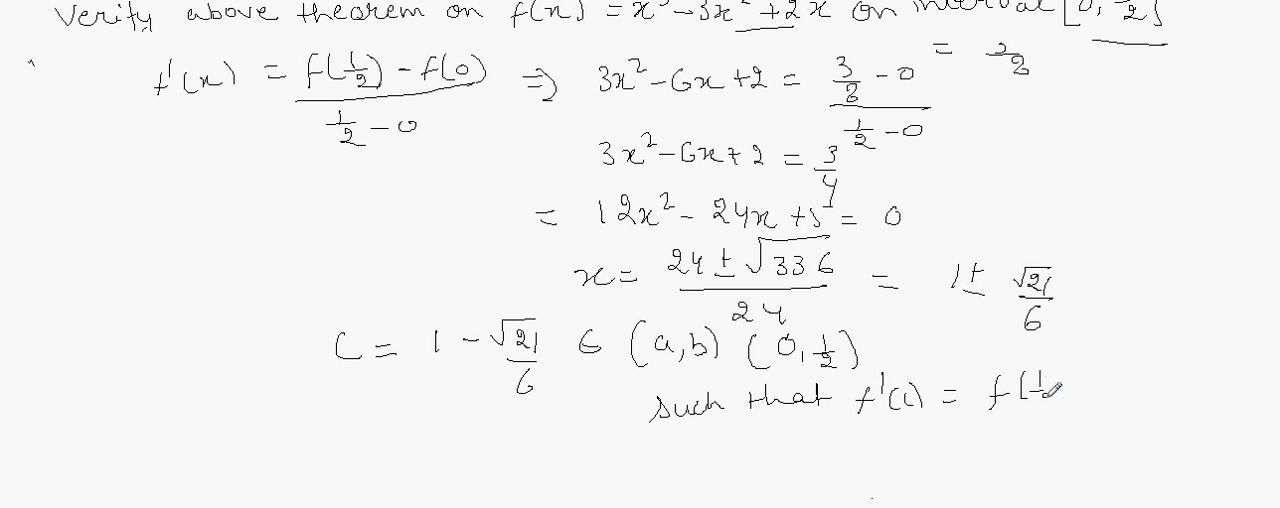 Verify above theorem on f(x) = x³ - 3x² + 2x on interval [0, 1/2]
f'(x) = (f(1/2) - f(0))/(1/2 - 0) ⇒ 3x² - 6x + 2 = (3/8 - 0)/(1/2 - 0) =
3x² - 6x + 2 = 3/4
= 12x² - 24x + 5 = 0
x = (24 ± √336)/24 = 1 ± √21/6
C = 1 - √21/6 ∈ (a,b) (0, 1/2)
such that f'(c) = f(1/